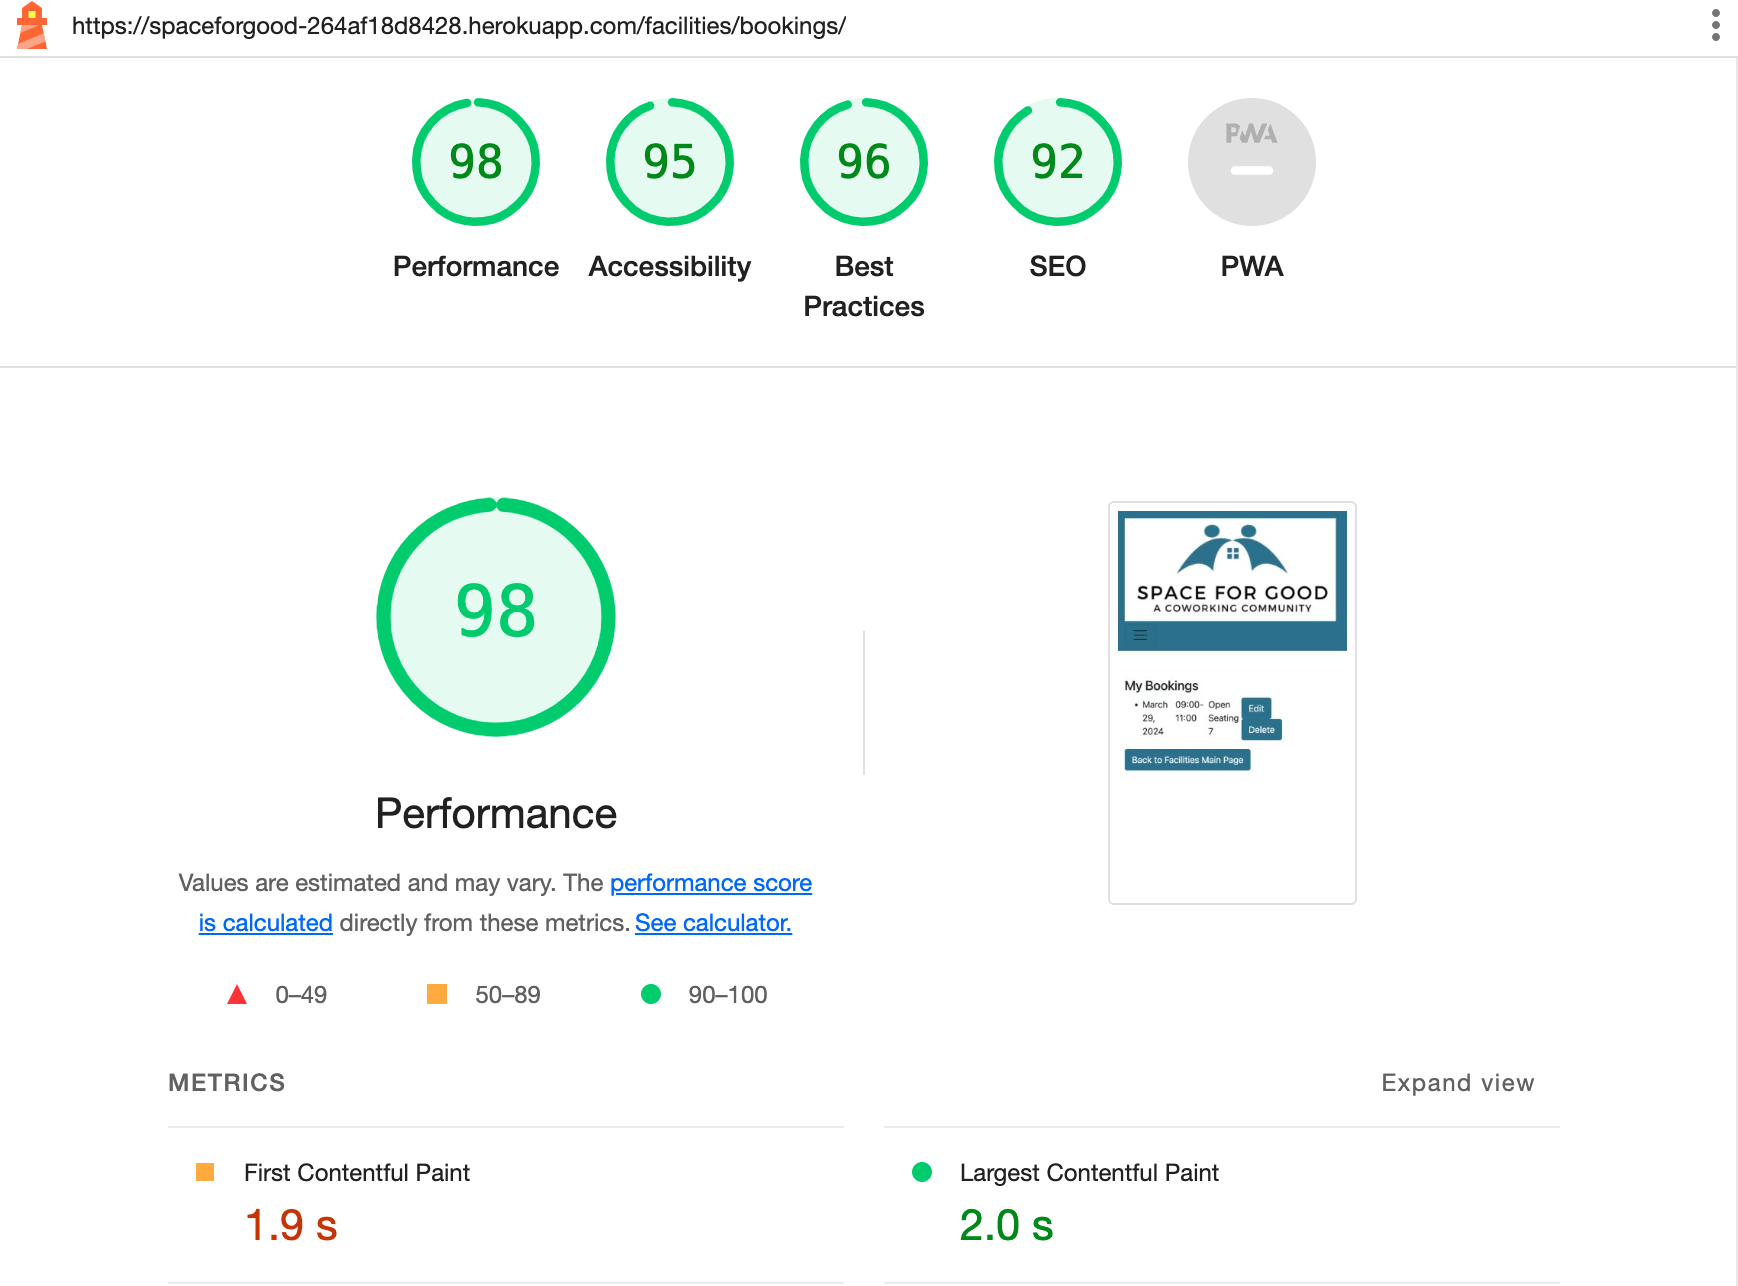 https://spaceforgood-264af18d8428.herokuapp.com/facilities/bookings/
98
95
96
92
PWA
Performance
Accessibility
Best
Practices
SEO
PWA
98
Performance
Values are estimated and may vary. The performance score
is calculated directly from these metrics. See calculator.
0–49
50–89
90–100
SPACE FOR GOOD
A COWORKING COMMUNITY
My Bookings
• March 09:00- Open Edit
29, 11:00 Seating
2024 7 Delete
Back to Facilities Main Page
METRICS
Expand view
First Contentful Paint
1.9 s
Largest Contentful Paint
2.0 s